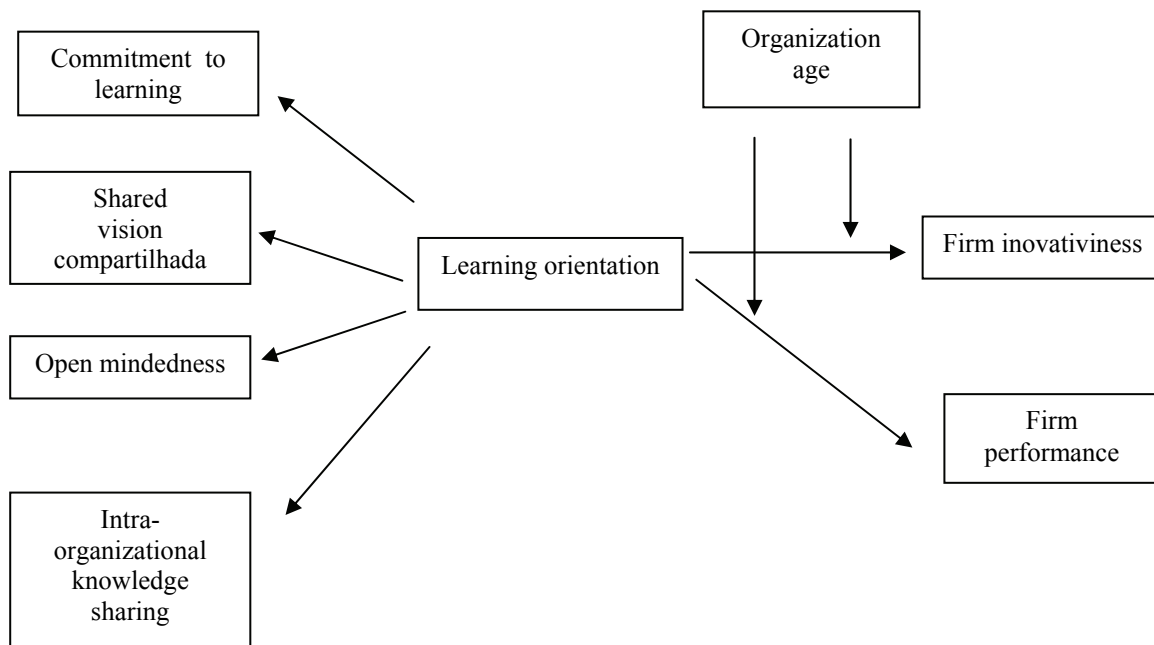 Commitment to
learning
Shared
vision
compartilhada
Open mindedness
Intra-
organizational
knowledge
sharing
Learning orientation
Organization
age
Firm inovativiness
Firm
performance